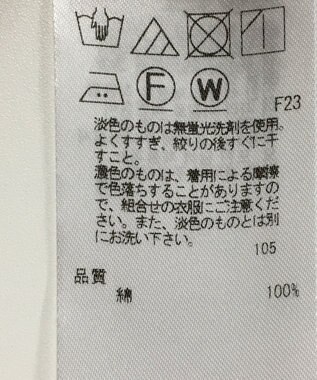 F W
F23
淡色のものは無蛍光洗剤を使用。
よくすすぎ、絞りの後すぐに干
すこと。
濃色のものは、着用による摩擦
で色落ちすることがありますの
で、組合せの衣服にご注意くだ
さい。また、淡色のものとは別
にお洗い下さい。
105
品質
綿 100%